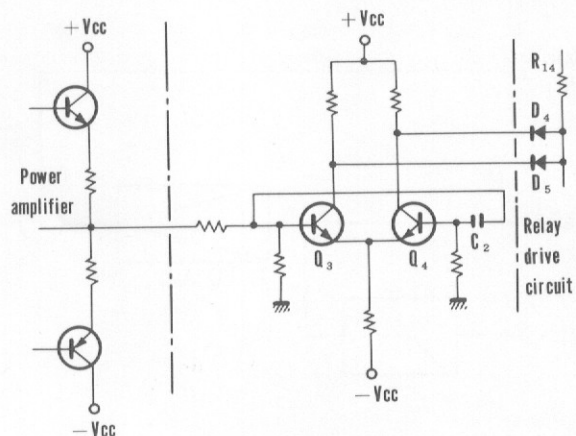 +Vcc
Power
amplifier
−Vcc
+Vcc
Q3
Q4
C2
−Vcc
R14
D4
D5
Relay
drive
circuit